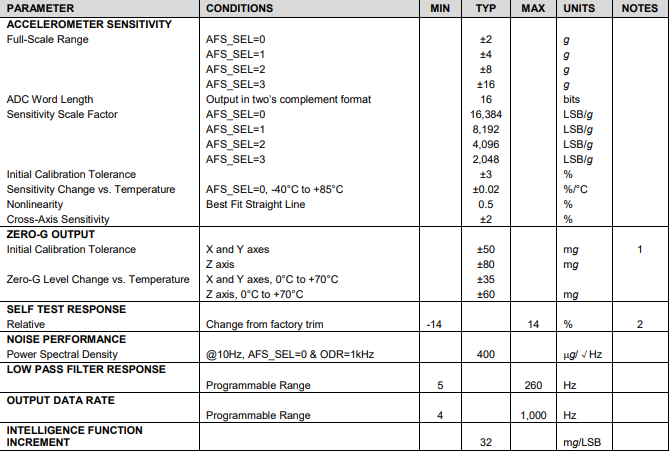 PARAMETER CONDITIONS MIN TYP MAX UNITS NOTES
ACCELEROMETER SENSITIVITY
Full-Scale Range AFS_SEL=0 ±2 g
AFS_SEL=1 ±4 g
AFS_SEL=2 ±8 g
AFS_SEL=3 ±16 g
ADC Word Length Output in two's complement format 16 bits
Sensitivity Scale Factor AFS_SEL=0 16,384 LSB/g
AFS_SEL=1 8,192 LSB/g
AFS_SEL=2 4,096 LSB/g
AFS_SEL=3 2,048 LSB/g
Initial Calibration Tolerance ±3 %
Sensitivity Change vs. Temperature AFS_SEL=0, -40°C to +85°C ±0.02 %/°C
Nonlinearity Best Fit Straight Line 0.5 %
Cross-Axis Sensitivity ±2 %
ZERO-G OUTPUT
Initial Calibration Tolerance X and Y axes ±50 mg 1
Z axis ±80 mg
Zero-G Level Change vs. Temperature X and Y axes, 0°C to +70°C ±35
Z axis, 0°C to +70°C ±60 mg
SELF TEST RESPONSE
Relative Change from factory trim -14 14 % 2
NOISE PERFORMANCE
Power Spectral Density @10Hz, AFS_SEL=0 & ODR=1kHz 400 µg/√Hz
LOW PASS FILTER RESPONSE
Programmable Range 5 260 Hz
OUTPUT DATA RATE
Programmable Range 4 1,000 Hz
INTELLIGENCE FUNCTION
INCREMENT 32 mg/LSB